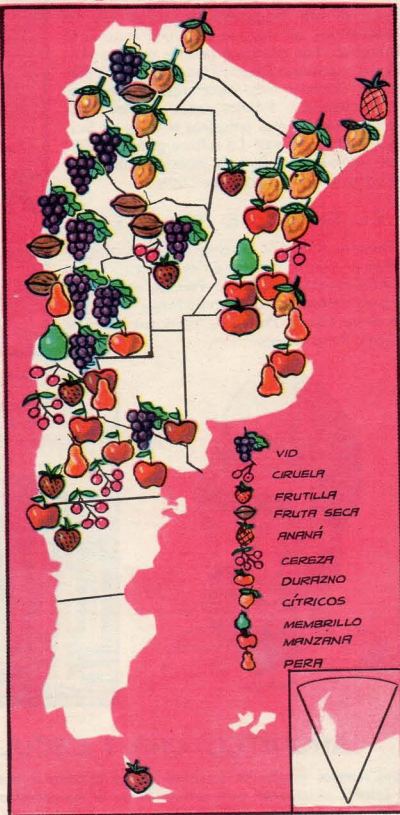 VID
CIRUELA
FRUTILLA
FRUTA SECA
ANANÁ
CEREZA
DURAZNO
CÍTRICOS
MEMBRILLO
MANZANA
PERA